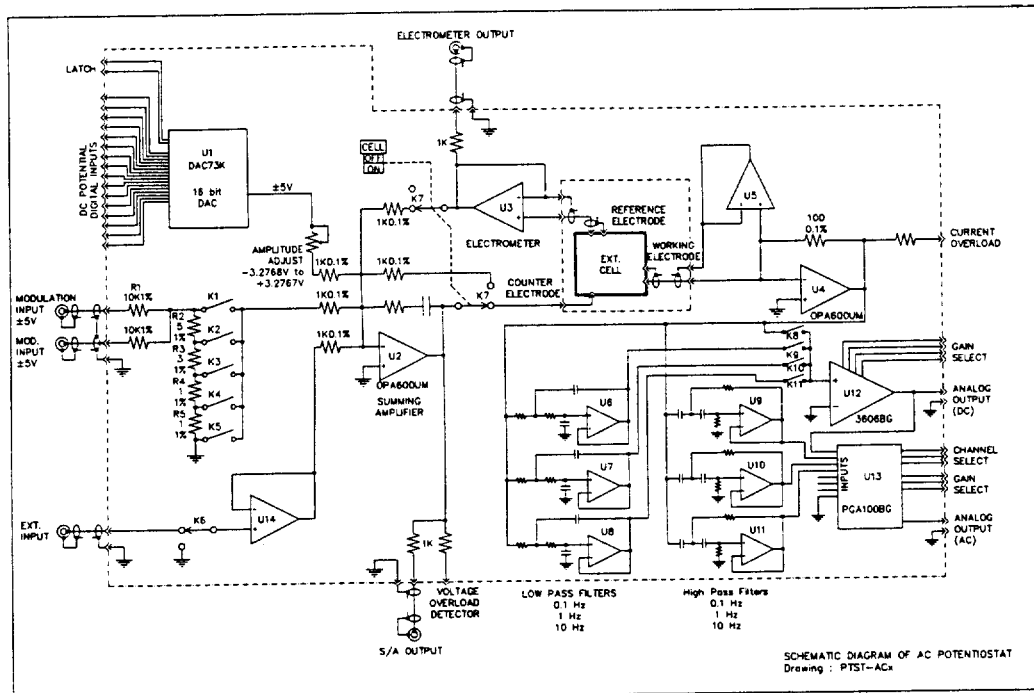 ELECTROMETER OUTPUT
LATCH
DC POTENTIAL
DIGITAL INPUTS
U1
DAC73K
16 bit
DAC
±5V
CELL
OFF
ON
1K
K7
1K0.1%
U3
ELECTROMETER
REFERENCE
ELECTRODE
EXT.
CELL
WORKING
ELECTRODE
U5
100
0.1%
CURRENT
OVERLOAD
U4
OPA600UM
AMPLITUDE
ADJUST
-3.2768V to
+3.2767V
1K0.1%
1K0.1%
K7
COUNTER
ELECTRODE
MODULATION
INPUT
±5V
R1
10K1%
K1
1K0.1%
MOD.
INPUT
±5V
10K1%
R2
5
1%
K2
R3
3
1%
K3
R4
1
1%
K4
R5
1
1%
K5
1K0.1%
U2
OPA600UM
SUMMING
AMPLIFIER
K8
K9
K10
K11
U12
3606BG
GAIN
SELECT
ANALOG
OUTPUT
(DC)
U6
U7
U8
U9
U10
U11
INPUTS
U13
PGA100BG
CHANNEL
SELECT
GAIN
SELECT
ANALOG
OUTPUT
(AC)
EXT.
INPUT
K6
U14
1K
VOLTAGE
OVERLOAD
DETECTOR
S/A OUTPUT
LOW PASS FILTERS
0.1 Hz
1 Hz
10 Hz
High Pass Filters
0.1 Hz
1 Hz
10 Hz
SCHEMATIC DIAGRAM OF AC POTENTIOSTAT
Drawing : PTST-ACx